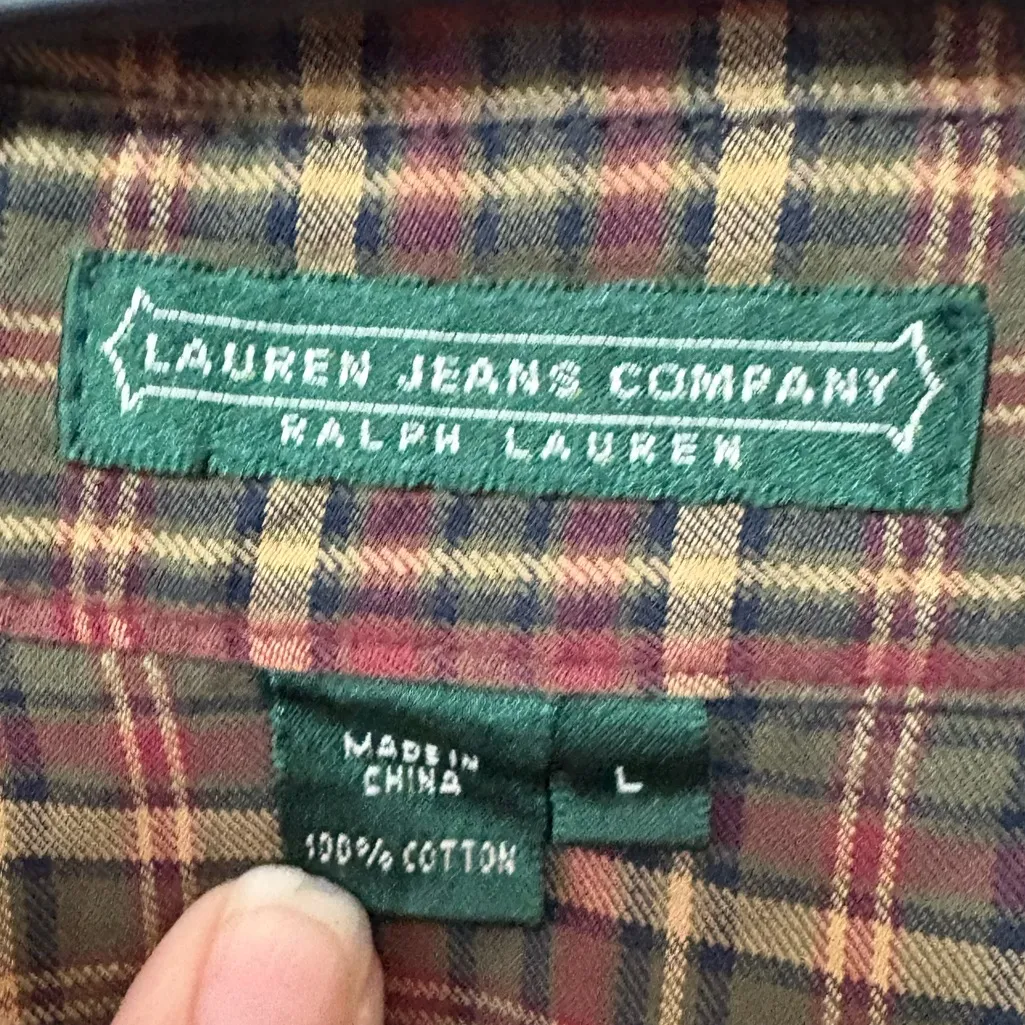 LAUREN JEANS COMPANY
RALPH LAUREN
MADE IN
CHINA
L
100% COTTON